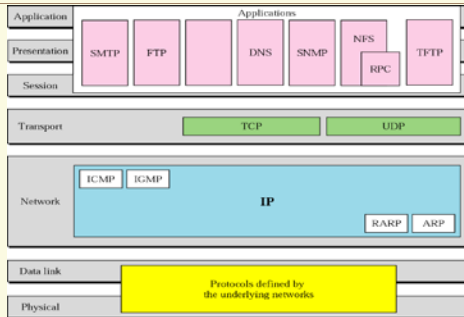 Application
Applications
Presentation
SMTP
FTP
DNS
SNMP
NFS
RPC
TFTP
Session
Transport
TCP
UDP
Network
ICMP
IGMP
IP
RARP
ARP
Data link
Protocols defined by
the underlying networks
Physical